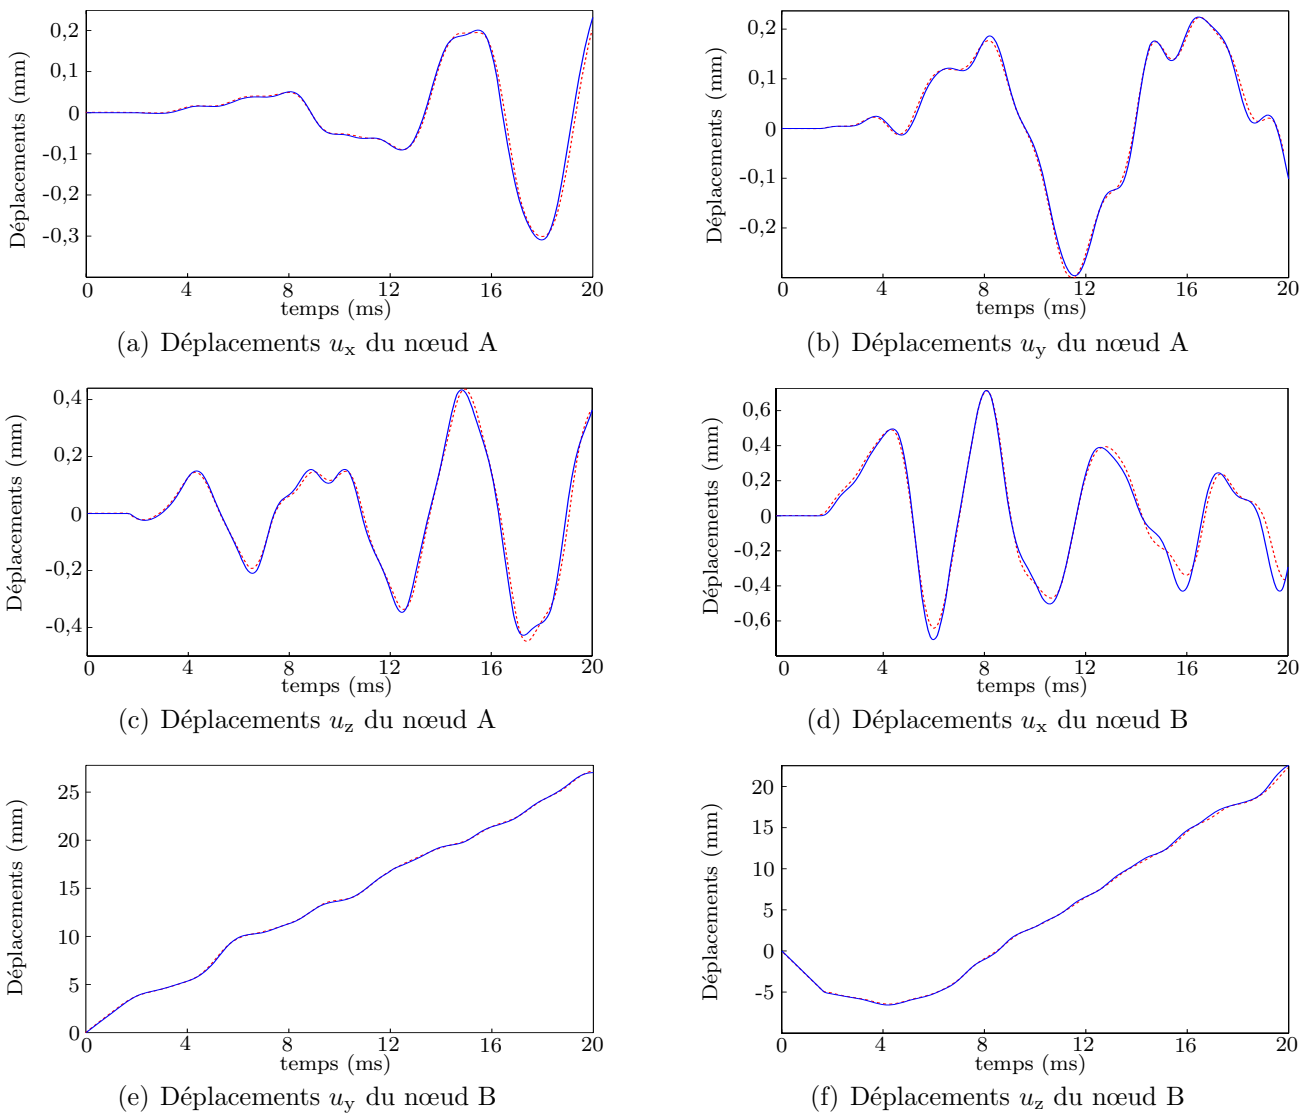 0,2
0,1
0
-0,1
-0,3
Déplacements (mm)
0 4 8 12 16 20
temps (ms)
(a) Déplacements uₓ du nœud A
0,2
0,1
0
-0,1
-0,2
Déplacements (mm)
0 4 8 12 16 20
temps (ms)
(b) Déplacements u_y du nœud A
0,4
0,2
0
-0,2
-0,4
Déplacements (mm)
0 4 8 12 16 20
temps (ms)
(c) Déplacements u_z du nœud A
0,6
0,4
0,2
0
-0,2
-0,4
-0,6
Déplacements (mm)
0 4 8 12 16 20
temps (ms)
(d) Déplacements uₓ du nœud B
25
20
15
10
5
0
Déplacements (mm)
0 4 8 12 16 20
temps (ms)
(e) Déplacements u_y du nœud B
20
15
10
5
0
-5
Déplacements (mm)
0 4 8 12 16 20
temps (ms)
(f) Déplacements u_z du nœud B